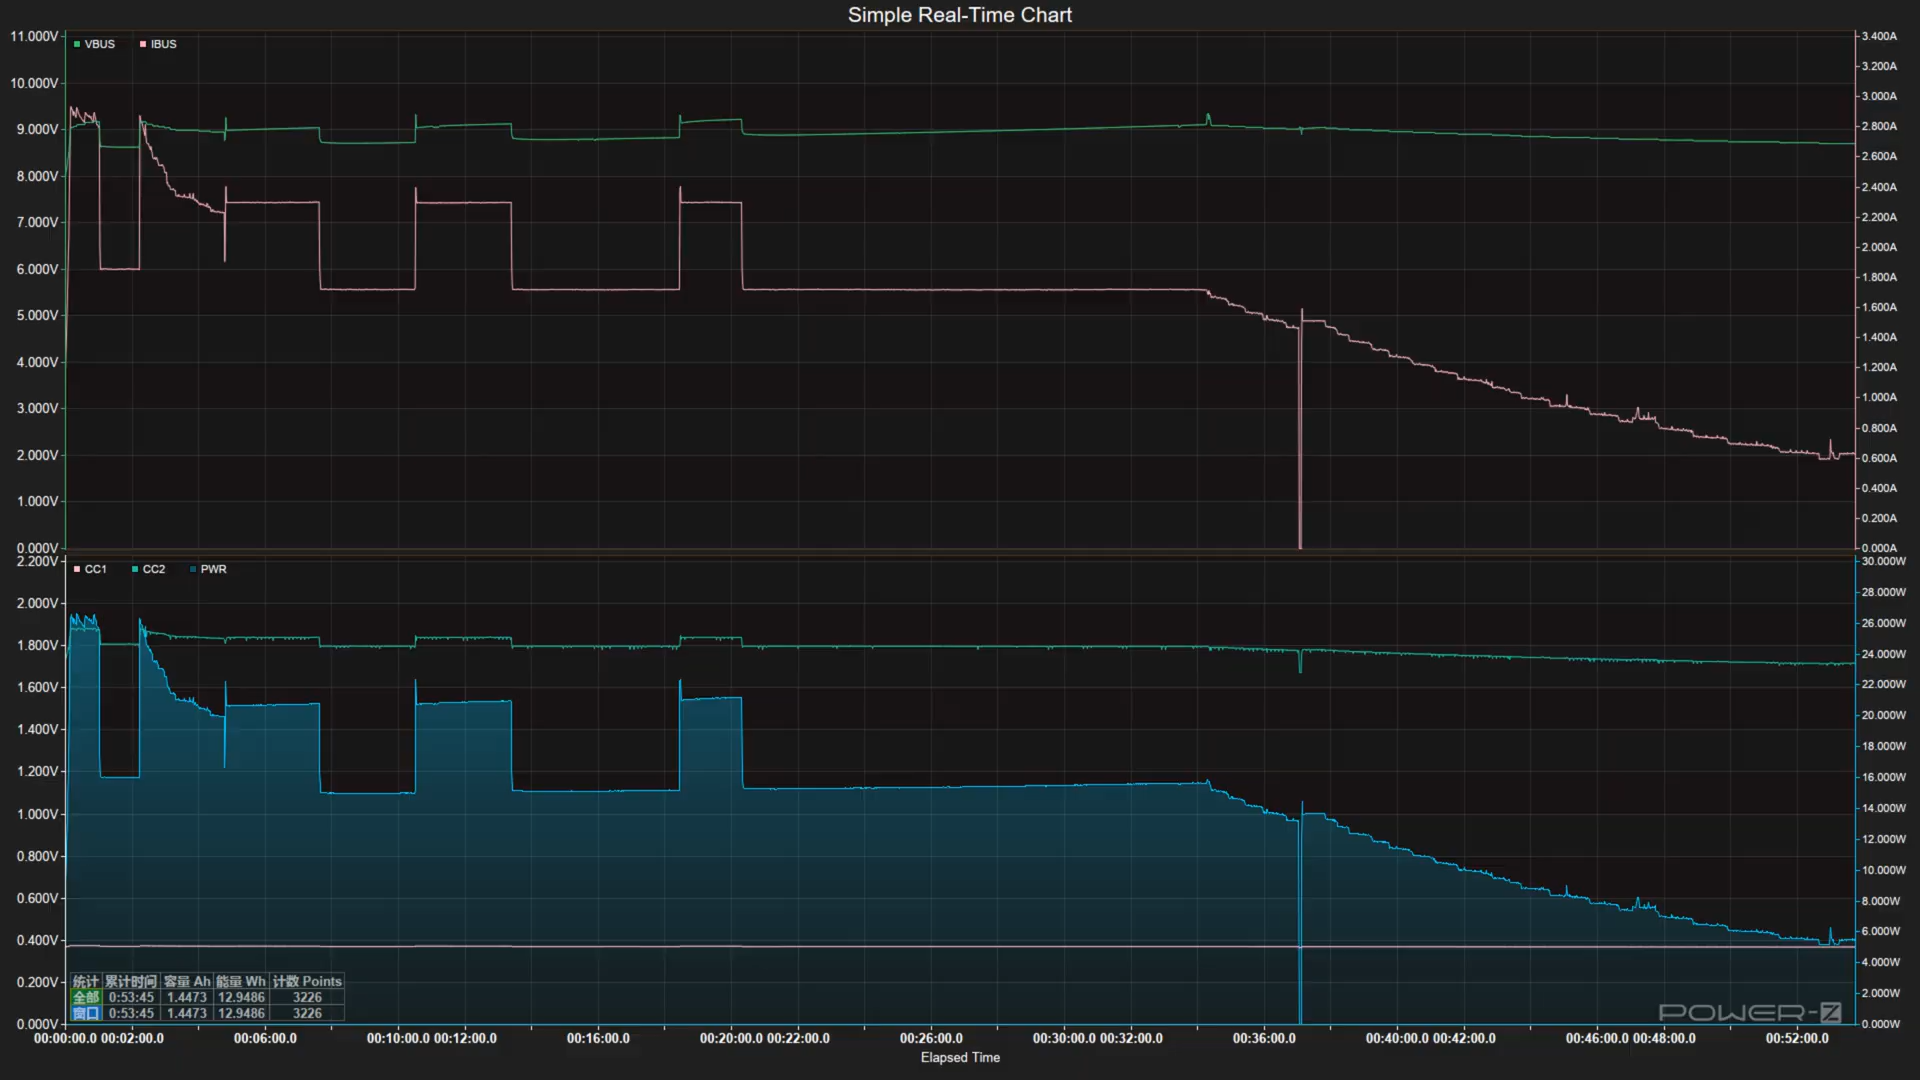 Simple Real-Time Chart
VBUS IBUS
11.000V
10.000V
9.000V
8.000V
7.000V
6.000V
5.000V
4.000V
3.000V
2.000V
1.000V
0.000V
3.400A
3.200A
3.000A
2.800A
2.600A
2.400A
2.200A
2.000A
1.800A
1.600A
1.400A
1.200A
1.000A
0.800A
0.600A
0.400A
0.200A
0.000A
CC1 CC2 PWR
2.200V
2.000V
1.800V
1.600V
1.400V
1.200V
1.000V
0.800V
0.600V
0.400V
0.200V
0.000V
30.000W
28.000W
26.000W
24.000W
22.000W
20.000W
18.000W
16.000W
14.000W
12.000W
10.000W
8.000W
6.000W
4.000W
2.000W
0.000W
统计 累计时间 容量 Ah 能量 Wh 计数 Points
全部 0:53:45 1.4473 12.9486 3226
窗口 0:53:45 1.4473 12.9486 3226
POWER-Z
00:00:00.0 00:02:00.0 00:06:00.0 00:10:00.0 00:12:00.0 00:16:00.0 00:20:00.0 00:22:00.0 00:26:00.0 00:30:00.0 00:32:00.0 00:36:00.0 00:40:00.0 00:42:00.0 00:46:00.0 00:48:00.0 00:52:00.0
Elapsed Time